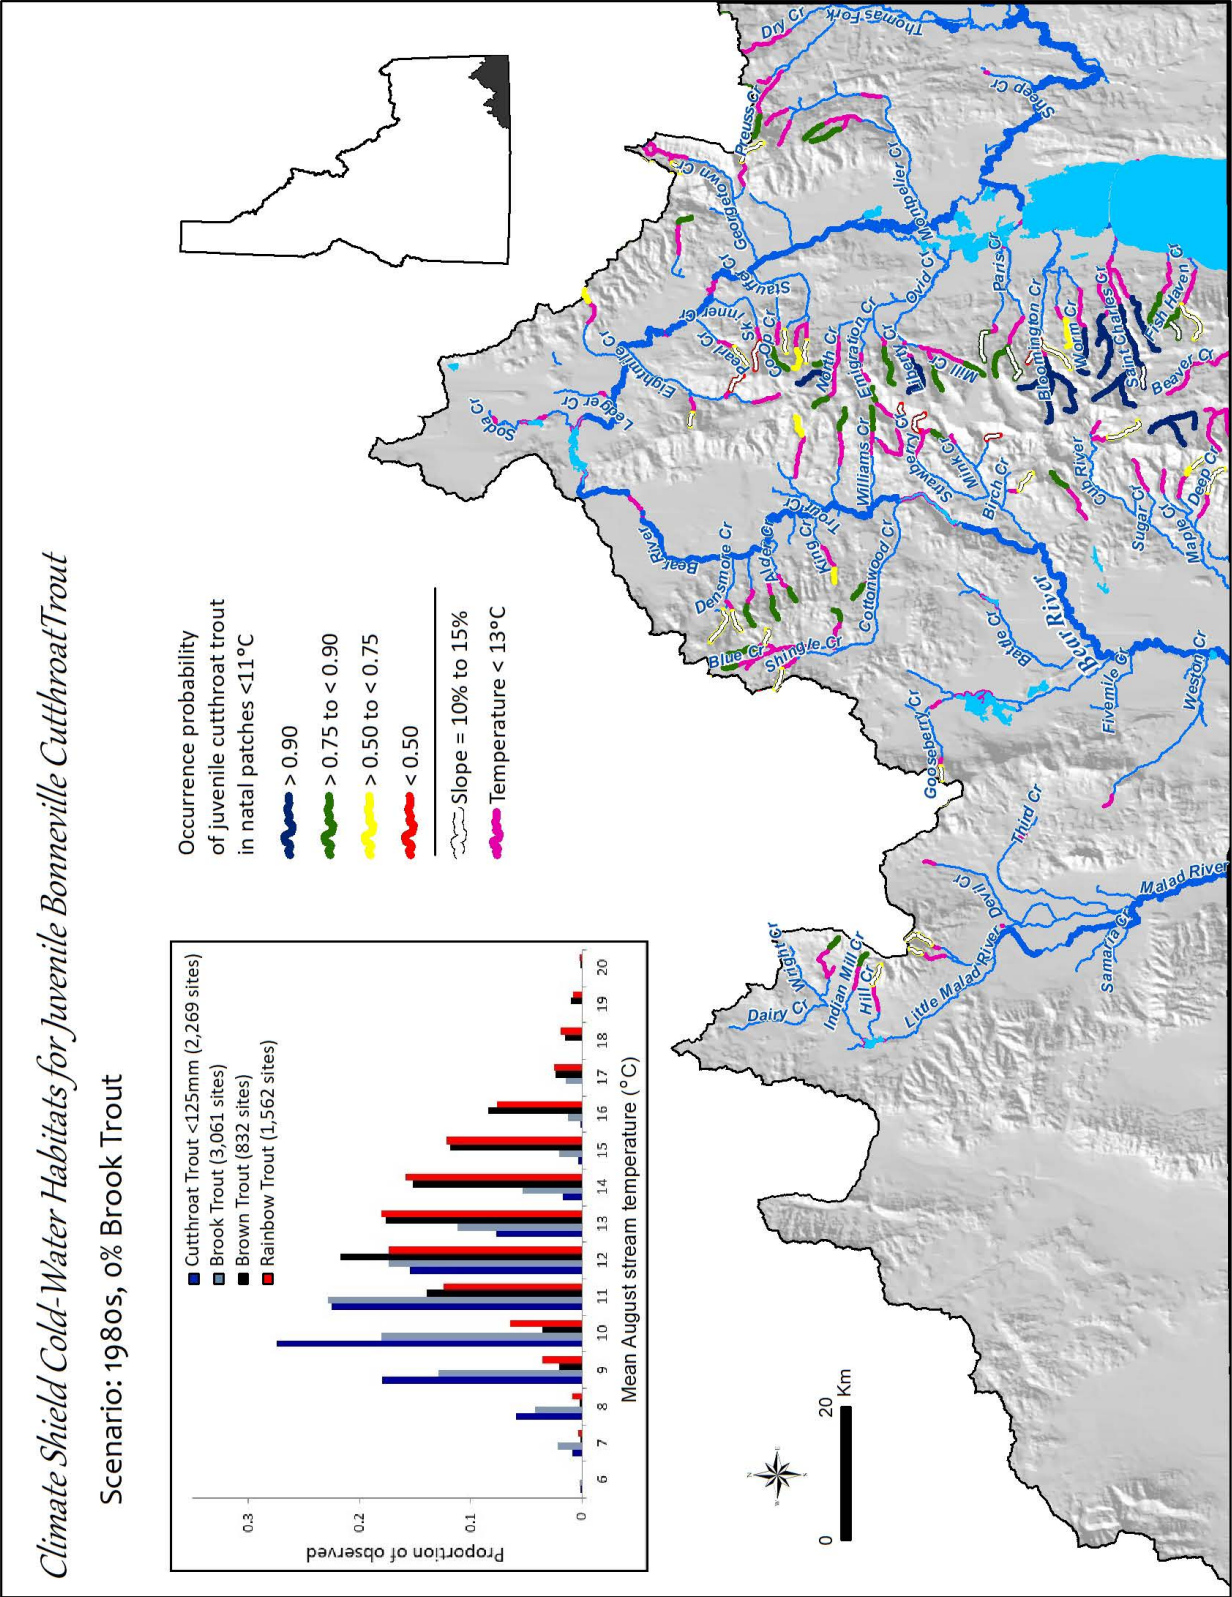 Climate Shield Cold-Water Habitats for Juvenile Bonneville Cutthroat Trout
Scenario: 1980s, 0% Brook Trout
Proportion of observed
0.3
0.2
0.1
0
Cutthroat Trout <125mm (2,269 sites)
Brook Trout (3,061 sites)
Brown Trout (832 sites)
Rainbow Trout (1,562 sites)
6 7 8 9 10 11 12 13 14 15 16 17 18 19 20
Mean August stream temperature (°C)
Occurrence probability
of juvenile cutthroat trout
in natal patches <11°C
> 0.90
> 0.75 to < 0.90
> 0.50 to < 0.75
< 0.50
Slope = 10% to 15%
Temperature < 13°C
N
E
S
W
0 20
Km
Soda Cr
Ledger Cr
Eightmile Cr
Bear River
Densmore Cr
Alder Cr
King Cr
Trout Cr
Blue Cr
Shingle Cr
Cottonwood Cr
Williams Cr
Strawberry Cr
Mink Cr
Birch Cr
Battle Cr
Bear River
Fivemile Cr
Weston Cr
Gooseberry Cr
Third Cr
Devil Cr
Malad River
Samaria Cr
Little Malad River
Wright Cr
Dairy Cr
Indian Mill Cr
Hill Cr
Cub River
Sugar Cr
Maple Cr
Deep Cr
Beaver Cr
Fish Haven Cr
Saint Charles Cr
Worm Cr
Bloomington Cr
Paris Cr
Mill Cr
Liberty Cr
Emigration Cr
North Cr
Co-Op Cr
Pearl Cr
Skinner Cr
Stauffer Cr
Ovid Cr
Georgetown Cr
Montpelier Cr
Preuss Cr
Dry Cr
Thomas Fork
Sheep Cr